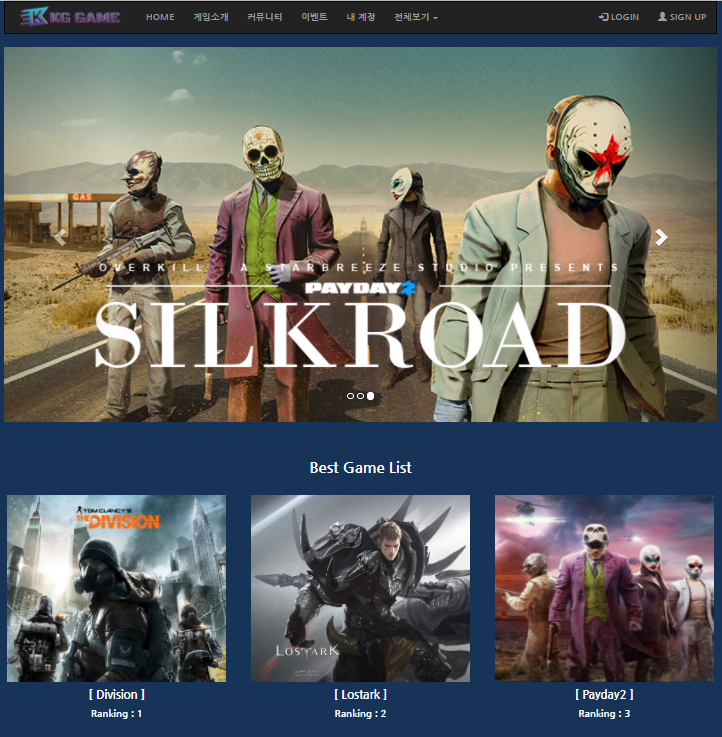 KG GAME HOME 게임소개 커뮤니티 이벤트 내 계정 전체보기 LOGIN SIGN UP
GAS
OVERKILL - A STARBREEZE STUDIO PRESENTS
PAYDAY2
SILKROAD
Best Game List
TOM CLANCY'S
THE DIVISION
LOSTARK
[ Division ] [ Lostark ] [ Payday2 ]
Ranking : 1 Ranking : 2 Ranking : 3